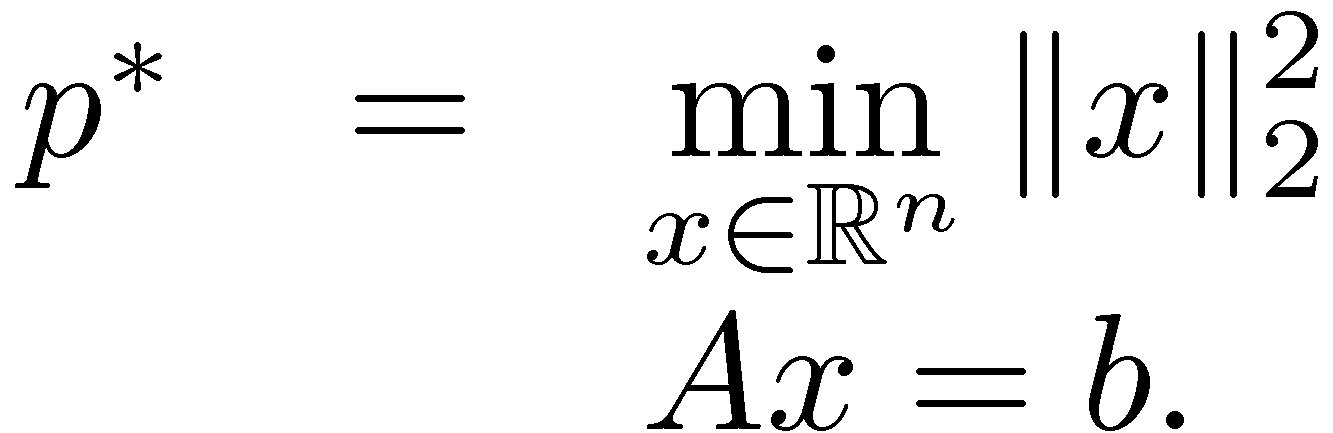 p* = min ‖x‖₂²
x∈ℝⁿ
Ax = b.